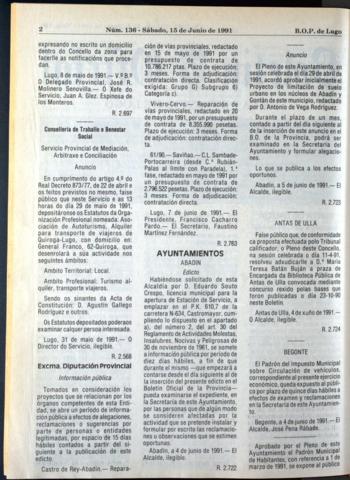 2
Núm. 136 - Sábado, 15 de Junio de 1991
B.O.P. de Lugo
expresando no escrito un domicilio
dentro do Concello da zona para
facerlle as notificacións que proce-
dan.
Lugo, 8 de maio de 1991.— V.º B.º
O Delegado Provincial, José R.
Molinero Senovilla.— O Xefe do
Servicio, Juan A. Glez. Espinosa de
los Monteros.
R. 2.697
Consellería de Traballo e Benestar
Social
Servicio Provincial de Mediación,
Arbitraxe e Conciliación
Anuncio
En cumprimento do artigo 4.º do
Real Decreto 873/77, de 22 de abril e
os feitos previstos no mesmo, faise
público que neste Servicio e as 13
horas do día 29 de maio de 1991,
depositáronse os Estatutos da Orga-
nización Profesional nomeada: Aso-
ciación de Autoturismo, Alquiler
para transporte de viajeros de
Quiroga-Lugo, con domicilio en:
General Franco, 62-Quiroga, que
desenrolará a súa actividade nos
seguintes ámbitos:
Ambito Territorial: Local.
Ambito Profesional: Turismo al-
quiler, transporte viajeros.
Sendo os sinantes da Acta de
Constitución: D. Agustín Gallego
Rodríguez e outros.
Os Estatutos depositados poderaos
examinar calquer persoa interesada.
Lugo, 31 de maio de 1991.— O
Director do Servicio, ilegible.
R. 2.568
Excma. Diputación Provincial
Información pública
Tomados en consideración los
proyectos que se relacionan por los
órganos competentes de esta Enti-
dad, se abre un período de informa-
ción pública a efectos de alegaciones,
reclamaciones o sugerencias por
parte de personas o entidades
legitimadas, por espacio de 15 días
hábiles contados a partir del si-
guiente a la publicación de este
edicto.
Castro de Rey-Abadín.— Repara-
ción de vías provinciales, redactado
en 15 de mayo de 1991 por un
presupuesto de contrata de
10.786.217 ptas. Plazo de ejecución:
3 meses. Forma de adjudicación:
contratación directa. Clasificación
exigida: Grupo G) Subgrupo 6)
Categoría c).
Vivero-Cervo.— Reparación de
vías provinciales, redactado en 20
de mayo de 1991, por un presupuesto
de contrata de 8.355.990 pesetas.
Plazo de ejecución: 3 meses. Forma
de adjudicación: contratación direc-
ta.
61/90.— Saviñao.— C.L. Sambade-
Portocarreira (desde C.ª Rubián-
Palas al límite con Paradela), 1.ª
fase, redactado en mayo de 1991 por
un presupuesto de contrata de
2.796.522 pesetas. Plazo de ejecución:
3 meses. Forma de adjudicación:
contratación directa.
Lugo, 7 de junio de 1991.— El
Presidente, Francisco Cacharro
Pardo.— El Secretario, Faustino
Martínez Fernández.
R. 2.763
AYUNTAMIENTOS
ABADIN
Edicto
Habiéndose solicitado de esta
Alcaldía por D. Eduardo Seuds
Crespo, licencia municipal para la
apertura de Estación de Servicio, a
emplazar en el P.K. 610,7 de la
carretera N-634, Castromayor, cum-
pliendo lo dispuesto en el apartado
a), del número 2, del art. 30 del
Reglamento de Actividades Molestas,
Insalubres, Nocivas y Peligrosas de
30 de noviembre de 1961, se somete
a información pública por período de
diez días hábiles, a fin de que
durante el mismo —que empezará a
contarse desde el día siguiente al de
la inserción del presente edicto en el
Boletín Oficial de la Provincia—
pueda examinarse el expediente, en
la Secretaría de este Ayuntamiento,
por las personas que de algún modo
se consideren afectadas por la
actividad que se pretende instalar y
formular por escrito las reclamacio-
nes u observaciones que se estimen
oportunas.
Abadín, a 4 de junio de 1991.— El
Alcalde, ilegible.
R. 2.722
Anuncio
El Pleno de este Ayuntamiento, en
sesión celebrada el día 29 de abril de
1991, acordó aprobar inicialmente el
Proyecto de limitación de suelo
urbano en los núcleos de Abadín y
Gontán de este municipio, redactado
por D. Antonio de Vega Rodríguez.
Durante el plazo de un mes,
contado a partir del día siguiente al
de la inserción de este anuncio en el
B.O. de la Provincia, podrá ser
examinado en la Secretaría del
Ayuntamiento y formular alegacio-
nes.
Lo que se publica a los efectos
oportunos.
Abadín, a 5 de junio de 1991.— El
Alcalde, ilegible.
R. 2.723
ANTAS DE ULLA
Faise público que, de conformidade
ca proposta efectuada polo Tribunal
calificador, o Pleno deste Concello,
na sesión celebrada o día 11-4-91,
resolveu adxudicarlle a D.ª María
Teresa Batán Buján a praza de
Encargada da Biblioteca Pública de
Antas de Ulla convocada mediante
concurso rexido polas bases que
foron publicadas o día 23-10-90
neste Boletín.
Antas de Ulla, 4 de xuño de 1991.—
O Alcalde, ilegible.
R. 2.724
BEGONTE
El Padrón del Impuesto Municipal
sobre Circulación de vehículos,
correspondiente al presente ejercicio
económico, queda expuesto al públi-
co por plazo de quince días hábiles a
efectos de examen y reclamaciones
en la Secretaría de este Ayuntamien-
to.
Begonte, a 4 de junio de 1991.— El
Alcalde, José Pena Rábade.
Aprobado por el Pleno de este
Ayuntamiento el Padrón Municipal
de Habitantes, con referencia a 1 de
marzo de 1991, se expone al público